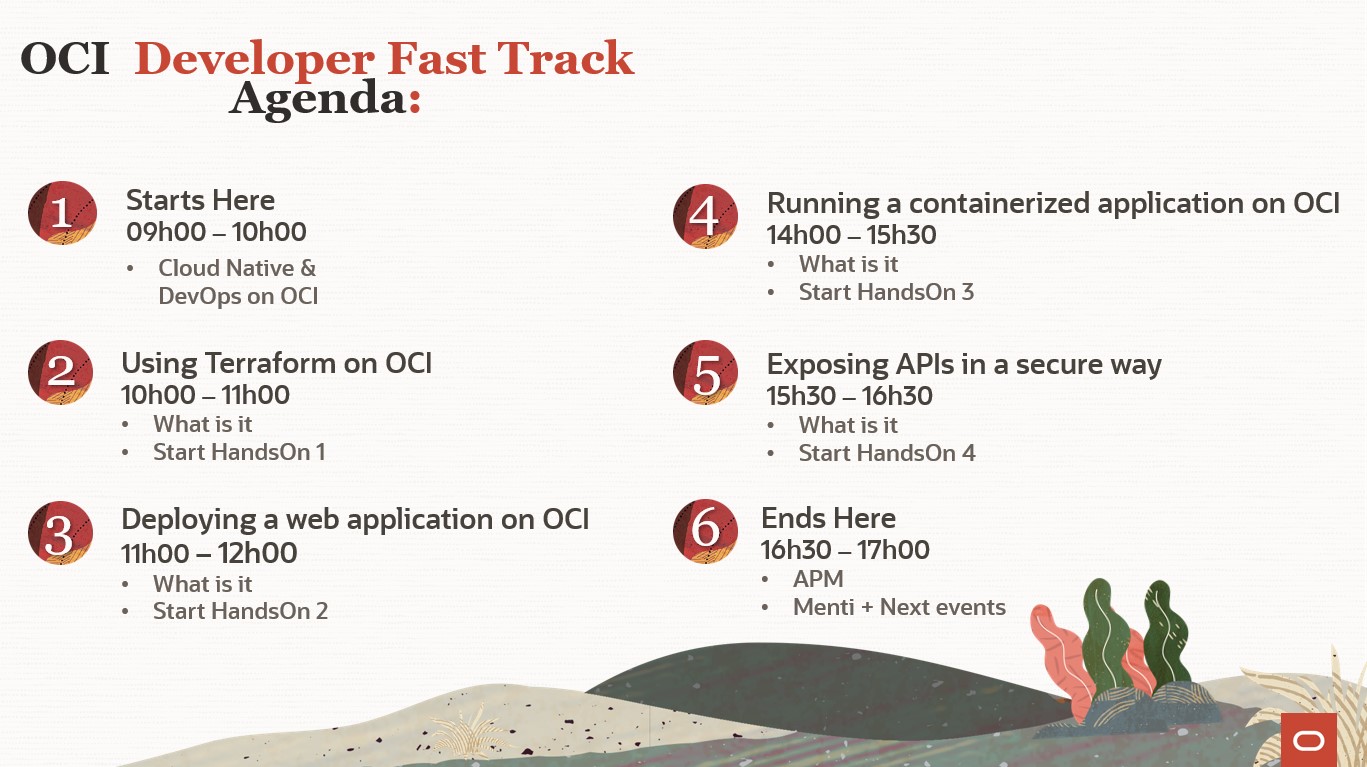 OCI Developer Fast Track
Agenda:
1
Starts Here
09h00 – 10h00
• Cloud Native &
DevOps on OCI
2
Using Terraform on OCI
10h00 – 11h00
• What is it
• Start HandsOn 1
3
Deploying a web application on OCI
11h00 – 12h00
• What is it
• Start HandsOn 2
4
Running a containerized application on OCI
14h00 – 15h30
• What is it
• Start HandsOn 3
5
Exposing APIs in a secure way
15h30 – 16h30
• What is it
• Start HandsOn 4
6
Ends Here
16h30 – 17h00
• APM
• Menti + Next events